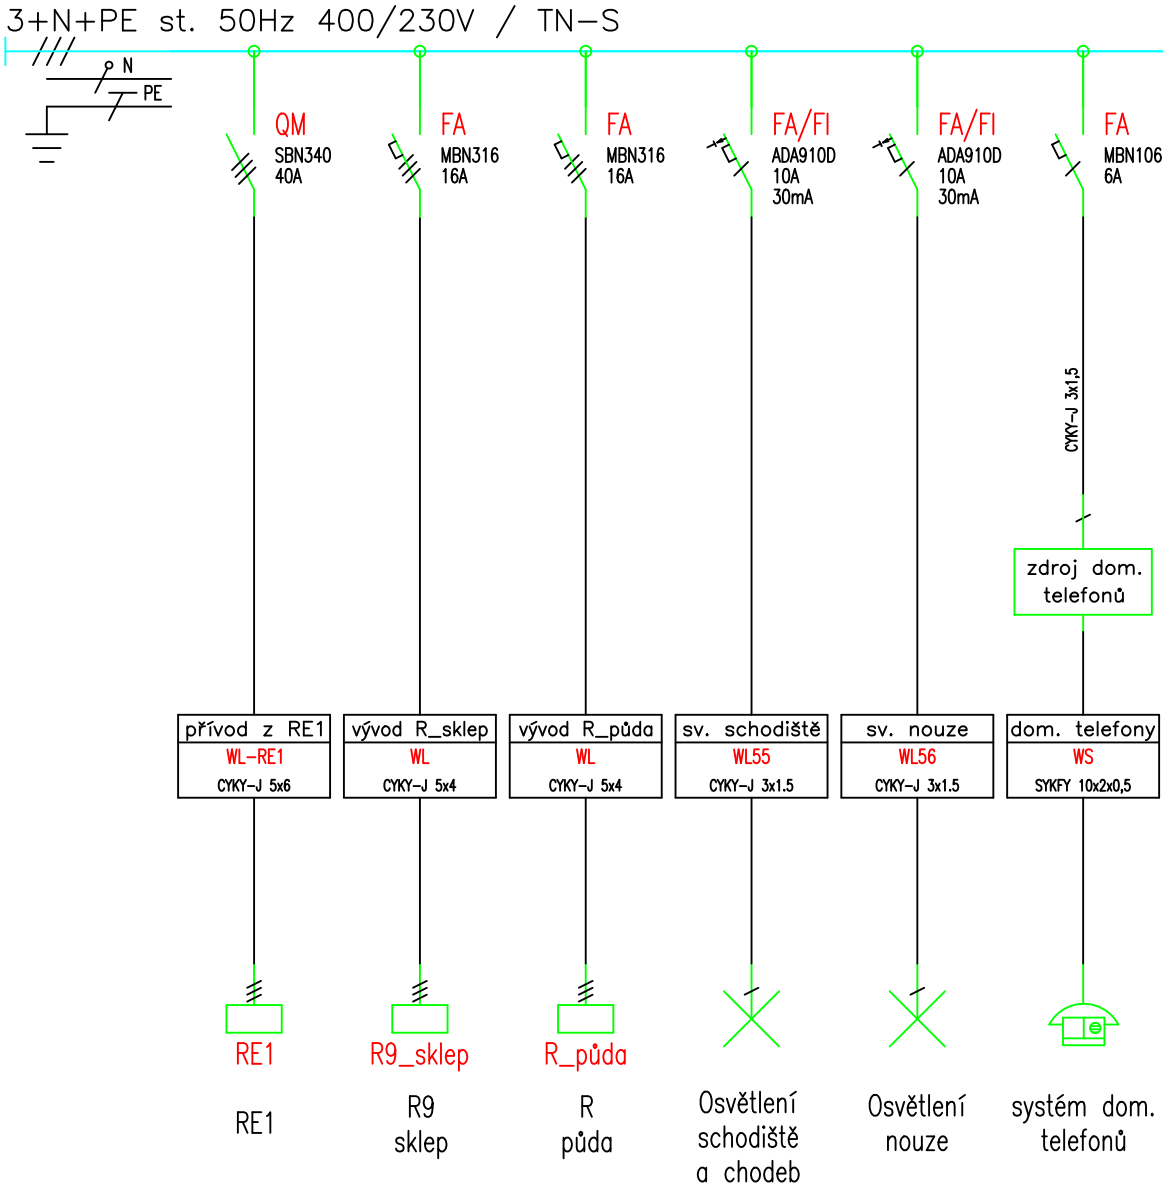 3+N+PE st. 50Hz 400/230V / TN-S
N
PE
QM
SBN340
40A
FA
MBN316
16A
FA
MBN316
16A
FA/FI
ADA910D
10A
30mA
FA/FI
ADA910D
10A
30mA
FA
MBN106
6A
CYKY-J 3x1,5
zdroj dom.
telefonů
přívod z RE1
WL-RE1
CYKY-J 5x6
vývod R_sklep
WL
CYKY-J 5x4
vývod R_půda
WL
CYKY-J 5x4
sv. schodiště
WL55
CYKY-J 3x1.5
sv. nouze
WL56
CYKY-J 3x1.5
dom. telefony
WS
SYKFY 10x2x0,5
RE1
RE1
R9_sklep
R9
sklep
R_půda
R
půda
Osvětlení
schodiště
a chodeb
Osvětlení
nouze
systém dom.
telefonů